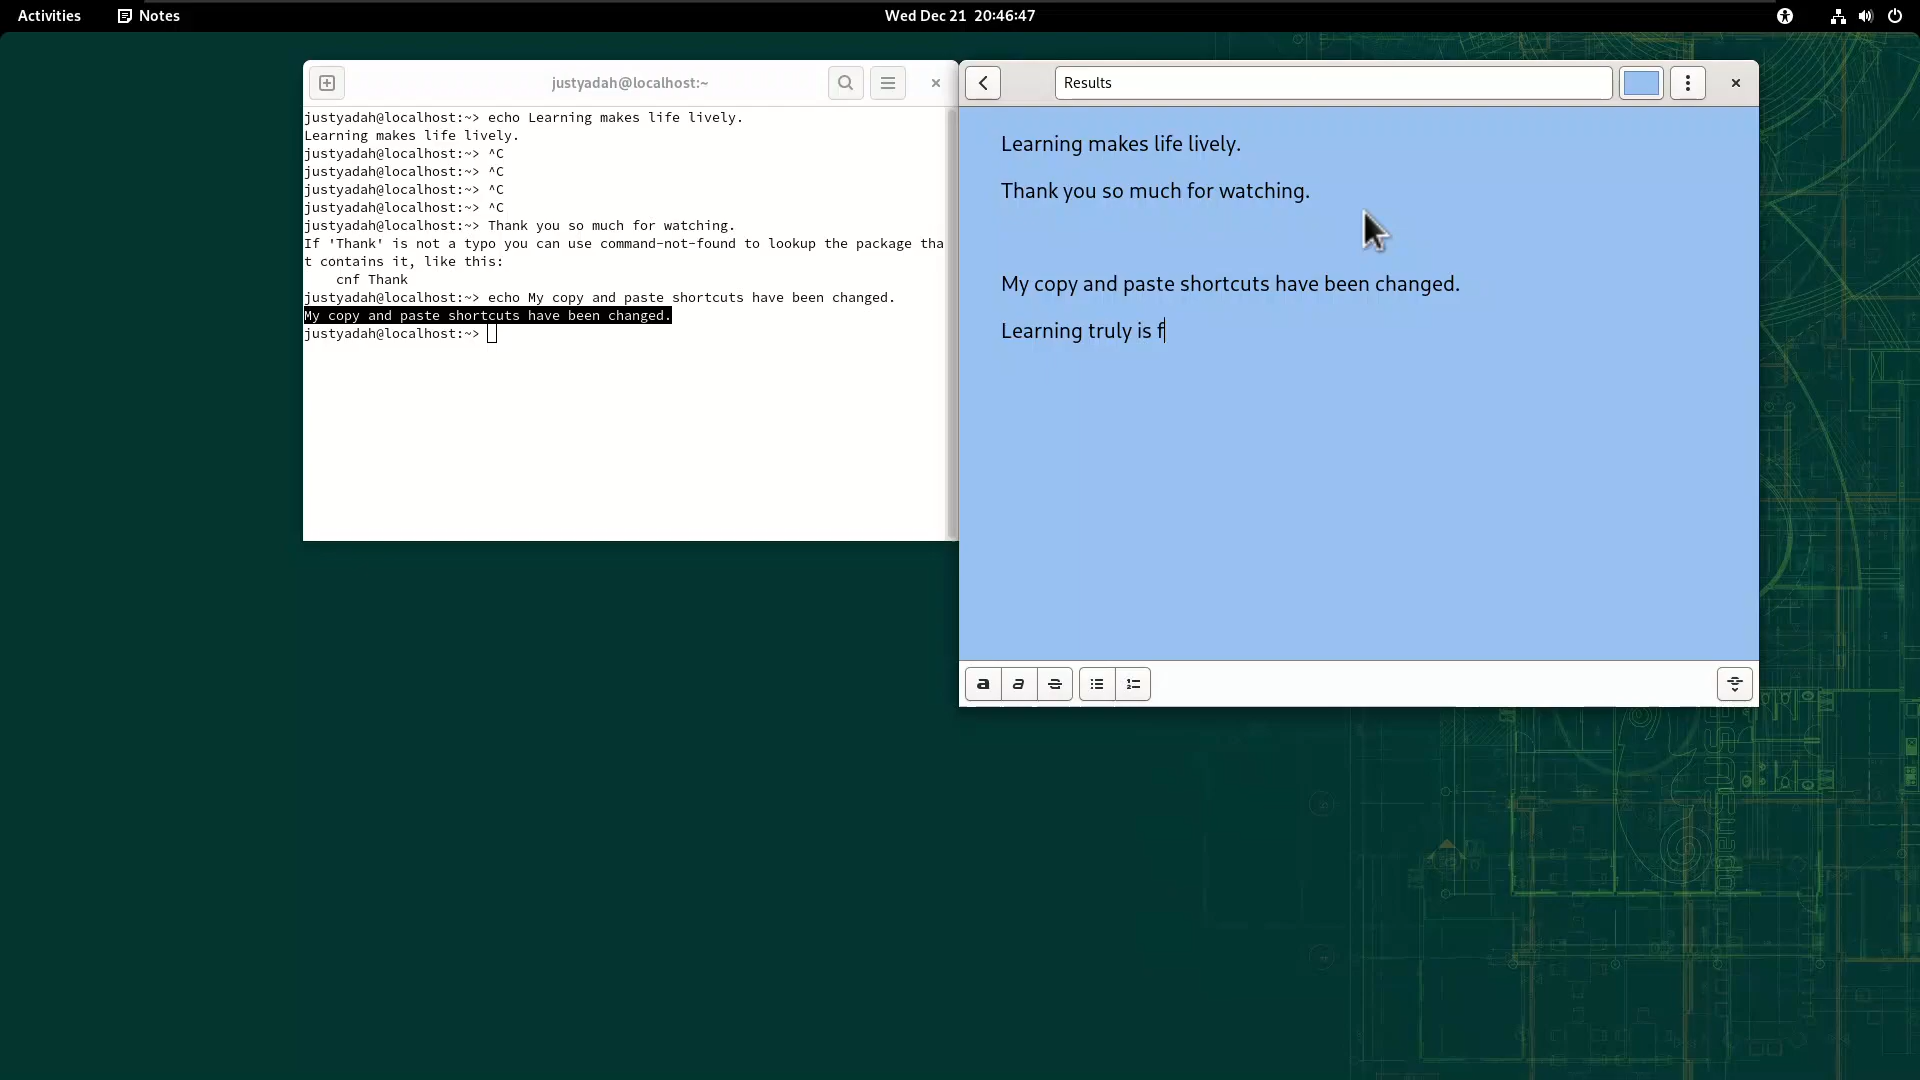 Activities
Notes
Wed Dec 21 20:46:47
justyadah@localhost:~
justyadah@localhost:~> echo Learning makes life lively.
Learning makes life lively.
justyadah@localhost:~> ^C
justyadah@localhost:~> ^C
justyadah@localhost:~> ^C
justyadah@localhost:~> ^C
justyadah@localhost:~> Thank you so much for watching.
If 'Thank' is not a typo you can use command-not-found to lookup the package tha
t contains it, like this:
cnf Thank
justyadah@localhost:~> echo My copy and paste shortcuts have been changed.
My copy and paste shortcuts have been changed.
justyadah@localhost:~>
Results
Learning makes life lively.
Thank you so much for watching.
My copy and paste shortcuts have been changed.
Learning truly is f
a
a